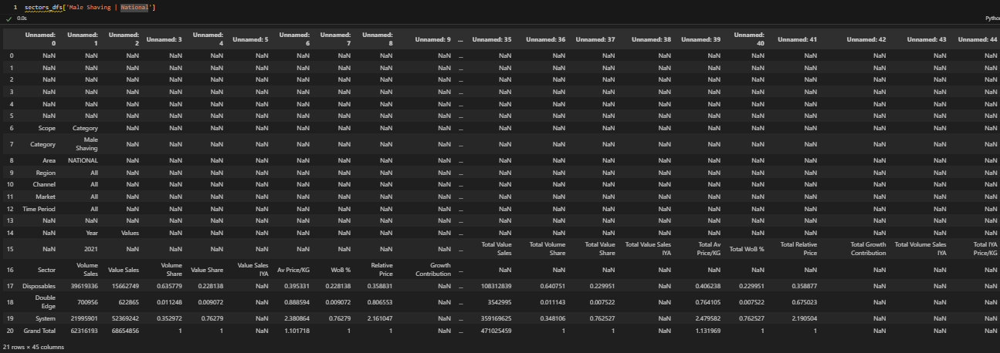 1 sectors_dfs['Male Shaving | National']
0.0s
Pytho
Unnamed: 0 Unnamed: 1 Unnamed: 2 Unnamed: 3 Unnamed: 4 Unnamed: 5 Unnamed: 6 Unnamed: 7 Unnamed: 8 Unnamed: 9 ... Unnamed: 35 Unnamed: 36 Unnamed: 37 Unnamed: 38 Unnamed: 39 Unnamed: 40 Unnamed: 41 Unnamed: 42 Unnamed: 43 Unnamed: 44
0 NaN NaN NaN NaN NaN NaN NaN NaN NaN NaN ... NaN NaN NaN NaN NaN NaN NaN NaN NaN NaN
1 NaN NaN NaN NaN NaN NaN NaN NaN NaN NaN ... NaN NaN NaN NaN NaN NaN NaN NaN NaN NaN
2 NaN NaN NaN NaN NaN NaN NaN NaN NaN NaN ... NaN NaN NaN NaN NaN NaN NaN NaN NaN NaN
3 NaN NaN NaN NaN NaN NaN NaN NaN NaN NaN ... NaN NaN NaN NaN NaN NaN NaN NaN NaN NaN
4 NaN NaN NaN NaN NaN NaN NaN NaN NaN NaN ... NaN NaN NaN NaN NaN NaN NaN NaN NaN NaN
5 NaN NaN NaN NaN NaN NaN NaN NaN NaN NaN ... NaN NaN NaN NaN NaN NaN NaN NaN NaN NaN
6 Scope Category NaN NaN NaN NaN NaN NaN NaN NaN ... NaN NaN NaN NaN NaN NaN NaN NaN NaN NaN
7 Category Male Shaving NaN NaN NaN NaN NaN NaN NaN NaN ... NaN NaN NaN NaN NaN NaN NaN NaN NaN NaN
8 Area NATIONAL NaN NaN NaN NaN NaN NaN NaN NaN ... NaN NaN NaN NaN NaN NaN NaN NaN NaN NaN
9 Region All NaN NaN NaN NaN NaN NaN NaN NaN ... NaN NaN NaN NaN NaN NaN NaN NaN NaN NaN
10 Channel All NaN NaN NaN NaN NaN NaN NaN NaN ... NaN NaN NaN NaN NaN NaN NaN NaN NaN NaN
11 Market All NaN NaN NaN NaN NaN NaN NaN NaN ... NaN NaN NaN NaN NaN NaN NaN NaN NaN NaN
12 Time Period All NaN NaN NaN NaN NaN NaN NaN NaN ... NaN NaN NaN NaN NaN NaN NaN NaN NaN NaN
13 NaN NaN NaN NaN NaN NaN NaN NaN NaN NaN ... NaN NaN NaN NaN NaN NaN NaN NaN NaN NaN
14 NaN Year Values NaN NaN NaN NaN NaN NaN NaN ... NaN NaN NaN NaN NaN NaN NaN NaN NaN NaN
15 NaN 2021 NaN NaN NaN NaN NaN NaN NaN NaN ... Total Value Sales Total Volume Share Total Value Share Total Value Sales IYA Total Av Price/KG Total WoB % Total Relative Price Total Growth Contribution Total Volume Sales IYA Total IYA Price/KG
16 Sector Volume Sales Value Sales Volume Share Value Share Value Sales IYA Av Price/KG WoB % Relative Price Growth Contribution ... NaN NaN NaN NaN NaN NaN NaN NaN NaN NaN
17 Disposables 39619336 15662749 0.635779 0.228138 NaN 0.395331 0.228138 0.358831 NaN ... 108312839 0.640751 0.229951 NaN 0.406238 0.229951 0.358877 NaN NaN NaN
18 Double Edge 700956 622865 0.011248 0.009072 NaN 0.888594 0.009072 0.806553 NaN ... 3542995 0.011143 0.007522 NaN 0.764105 0.007522 0.675023 NaN NaN NaN
19 System 21995901 52369242 0.352972 0.76279 NaN 2.380864 0.76279 2.161047 NaN ... 359169625 0.348106 0.762527 NaN 2.479582 0.762527 2.190504 NaN NaN NaN
20 Grand Total 62316193 68654856 1 1 NaN 1.101718 1 1 NaN ... 471025459 1 1 NaN 1.131969 1 1 NaN NaN NaN
21 rows × 45 columns